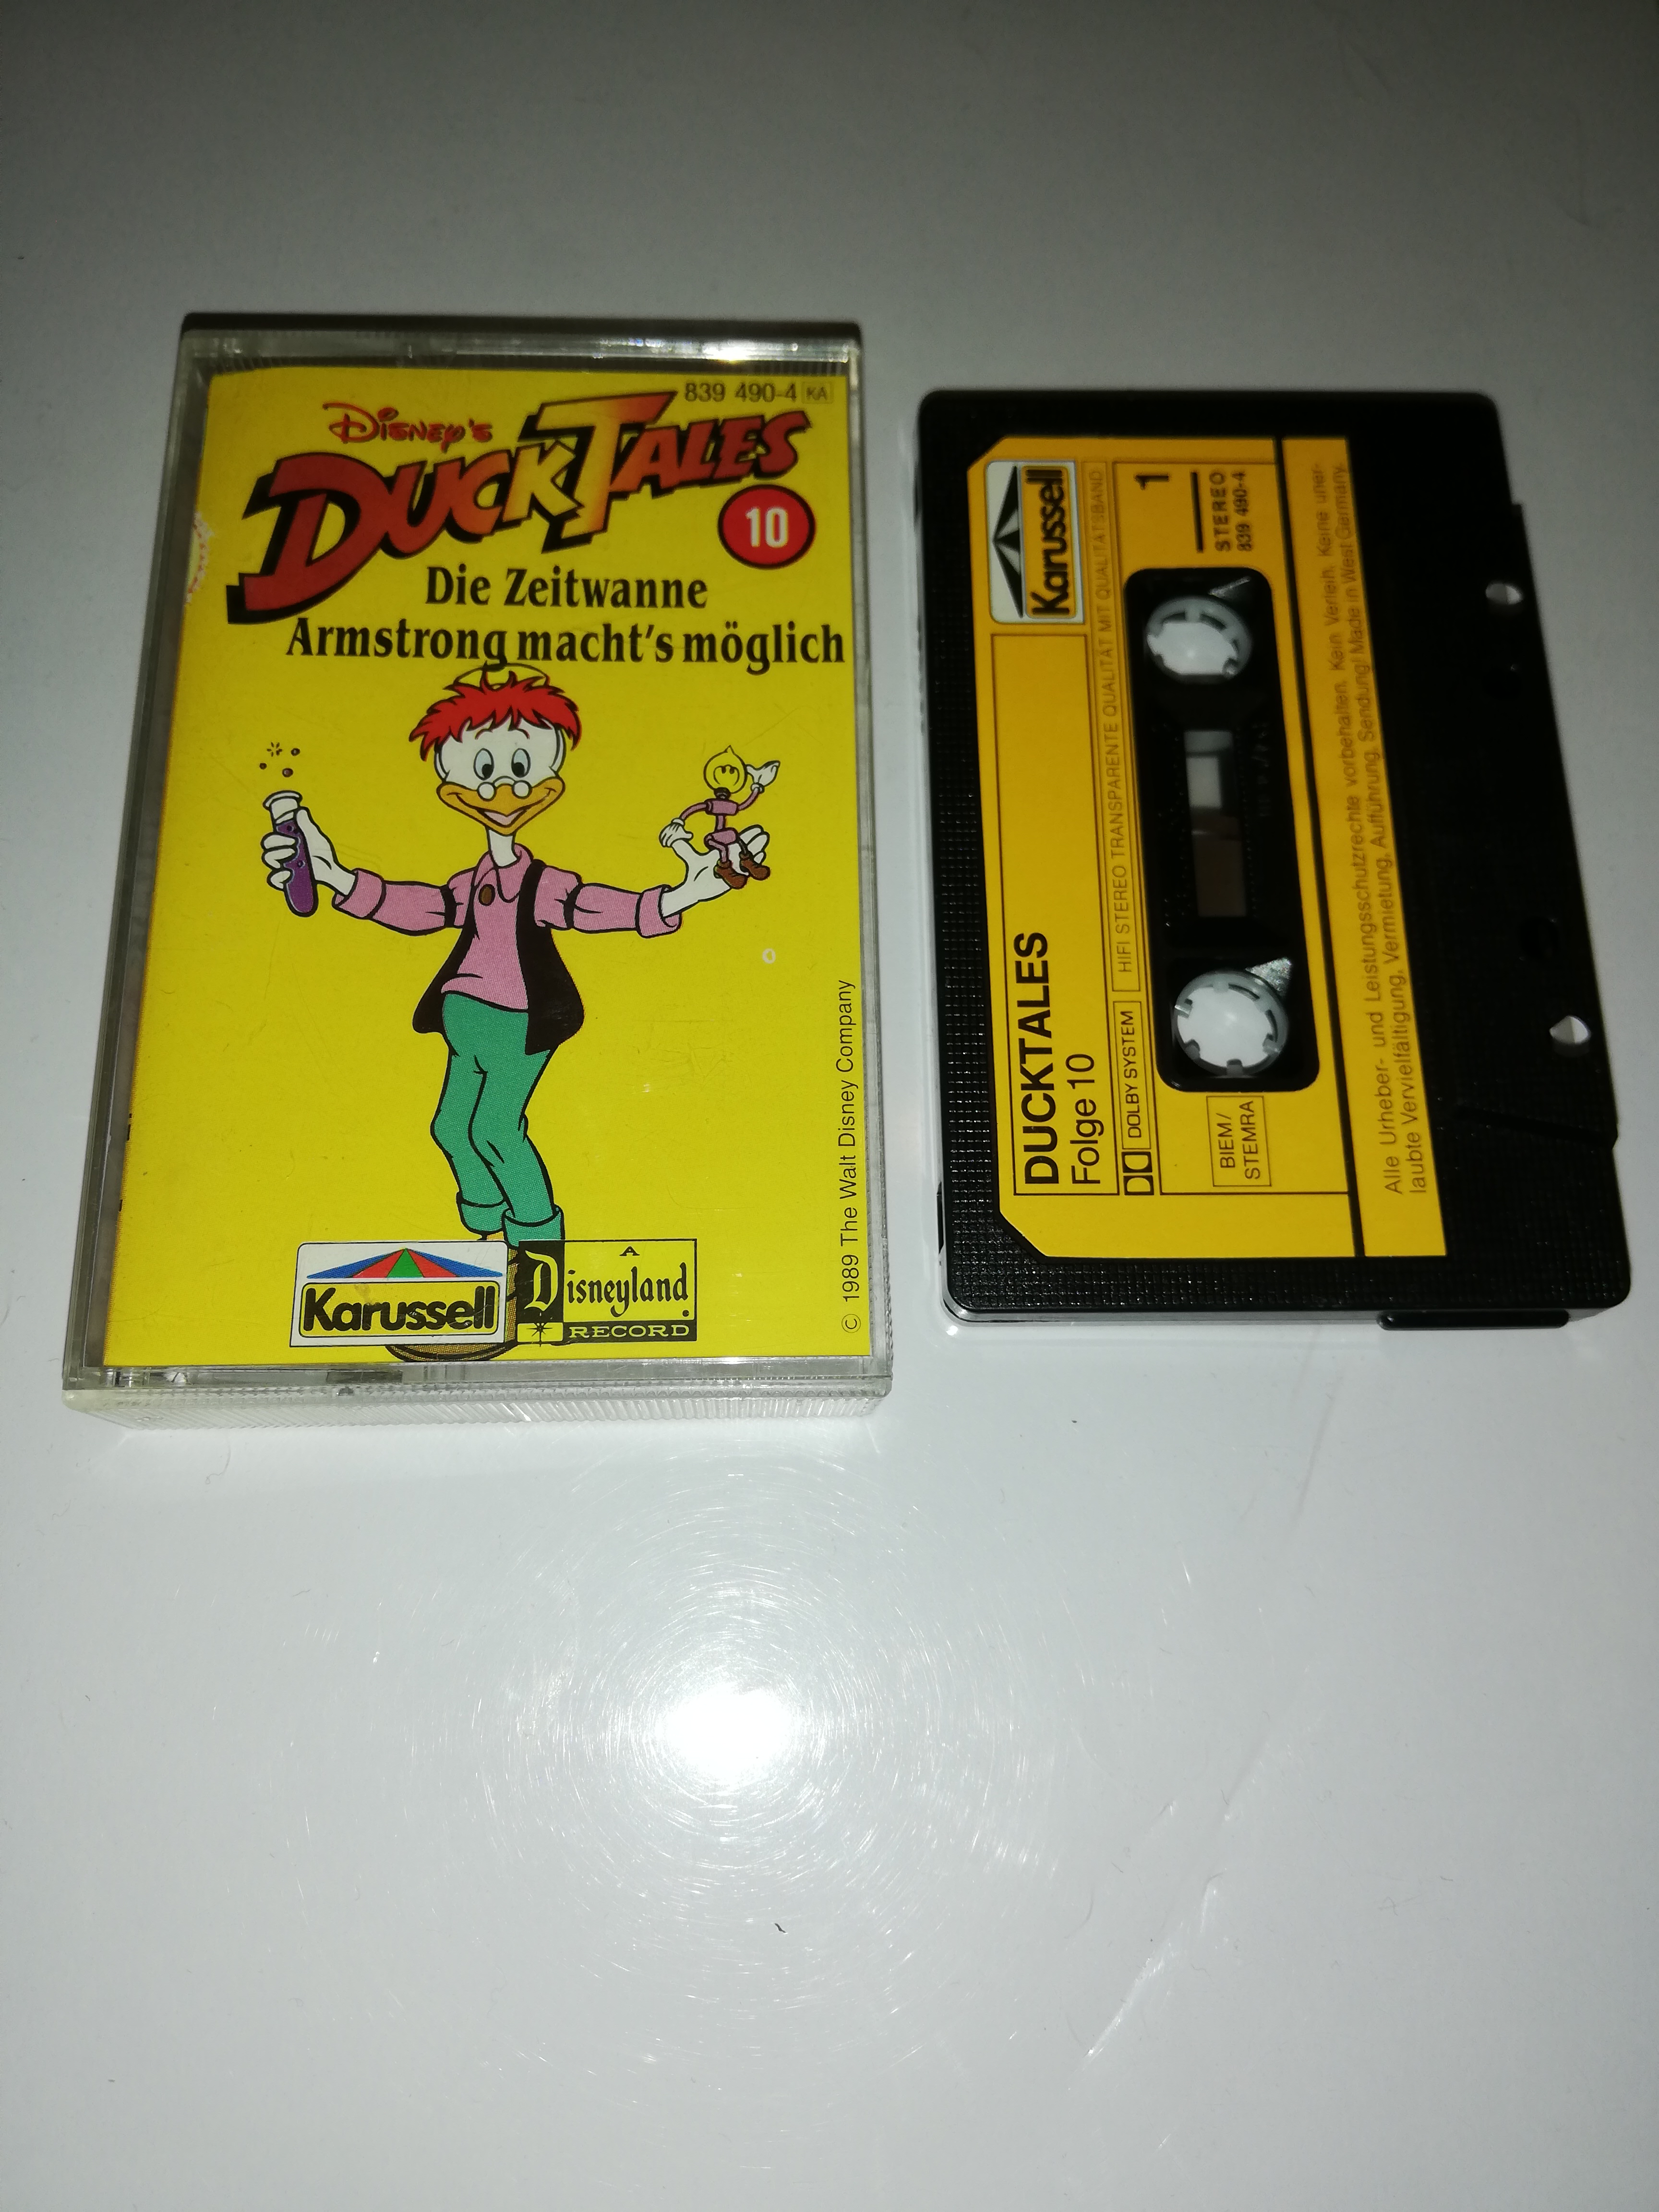 839 490-4 KA
Disney's
DUCKTALES
10
Die Zeitwanne
Armstrong macht's möglich
© 1989 The Walt Disney Company
Karussell
A
Disneyland
RECORD
Karussell
DUCKTALES
Folge 10
DOLBY SYSTEM
HIFI STEREO TRANSPARENTE QUALITÄT MIT QUALITÄTSBAND
1
STEREO
839 490-4
BIEM/
STEMRA
Alle Urheber- und Leistungsschutzrechte vorbehalten. Kein Verleih. Keine uner-
laubte Vervielfältigung, Vermietung, Aufführung, Sendung! Made in West Germany